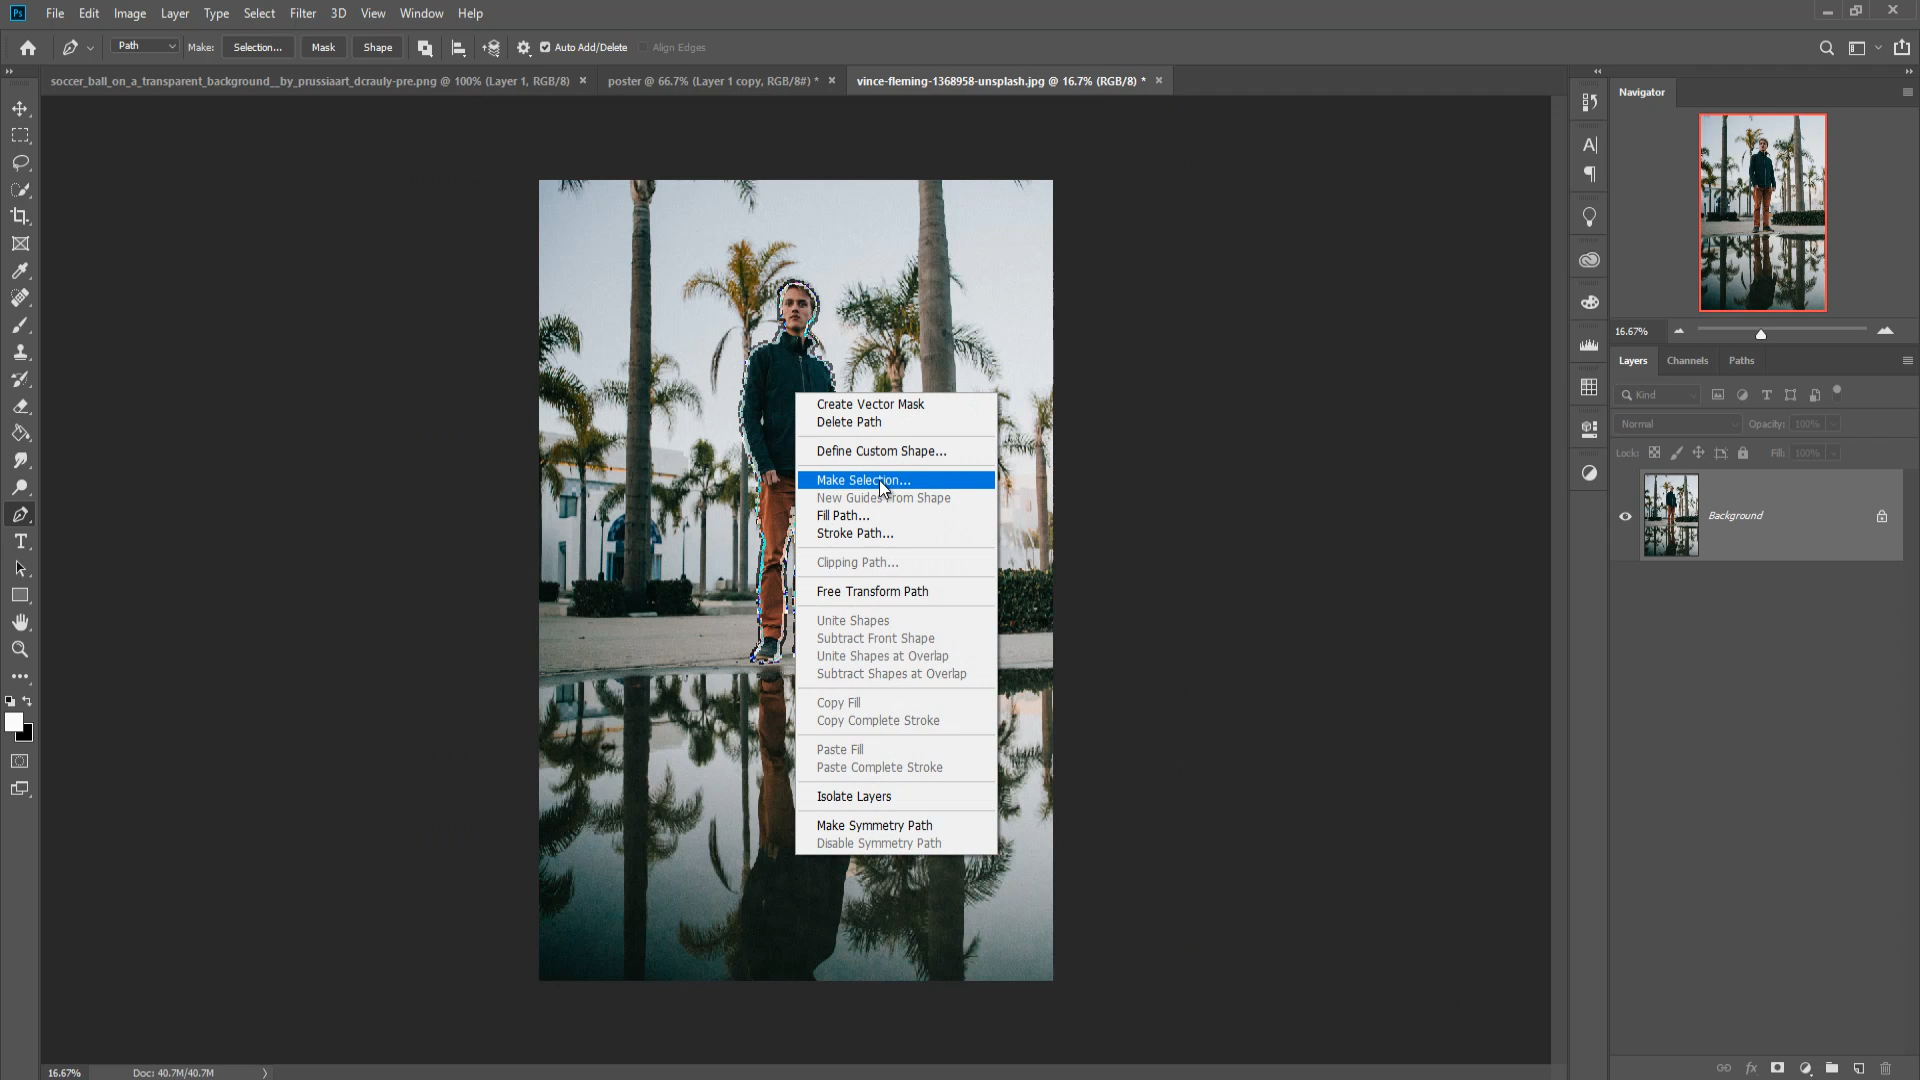 Ps File Edit Image Layer Type Select Filter 3D View Window Help
Path Make: Selection... Mask Shape Auto Add/Delete Align Edges
soccer_ball_on_a_transparent_background__by_prussiaart_dcrauly-pre.png @ 100% (Layer 1, RGB/8) × poster @ 66.7% (Layer 1 copy, RGB/8#) * × vince-fleming-1368958-unsplash.jpg @ 16.7% (RGB/8) * ×
Navigator
16.67%
Layers Channels Paths
Kind
Normal Opacity: 100%
Lock: Fill: 100%
Background
Create Vector Mask
Delete Path
Define Custom Shape...
Make Selection...
New Guides From Shape
Fill Path...
Stroke Path...
Clipping Path...
Free Transform Path
Unite Shapes
Subtract Front Shape
Unite Shapes at Overlap
Subtract Shapes at Overlap
Copy Fill
Copy Complete Stroke
Paste Fill
Paste Complete Stroke
Isolate Layers
Make Symmetry Path
Disable Symmetry Path
16.67% Doc: 40.7M/40.7M